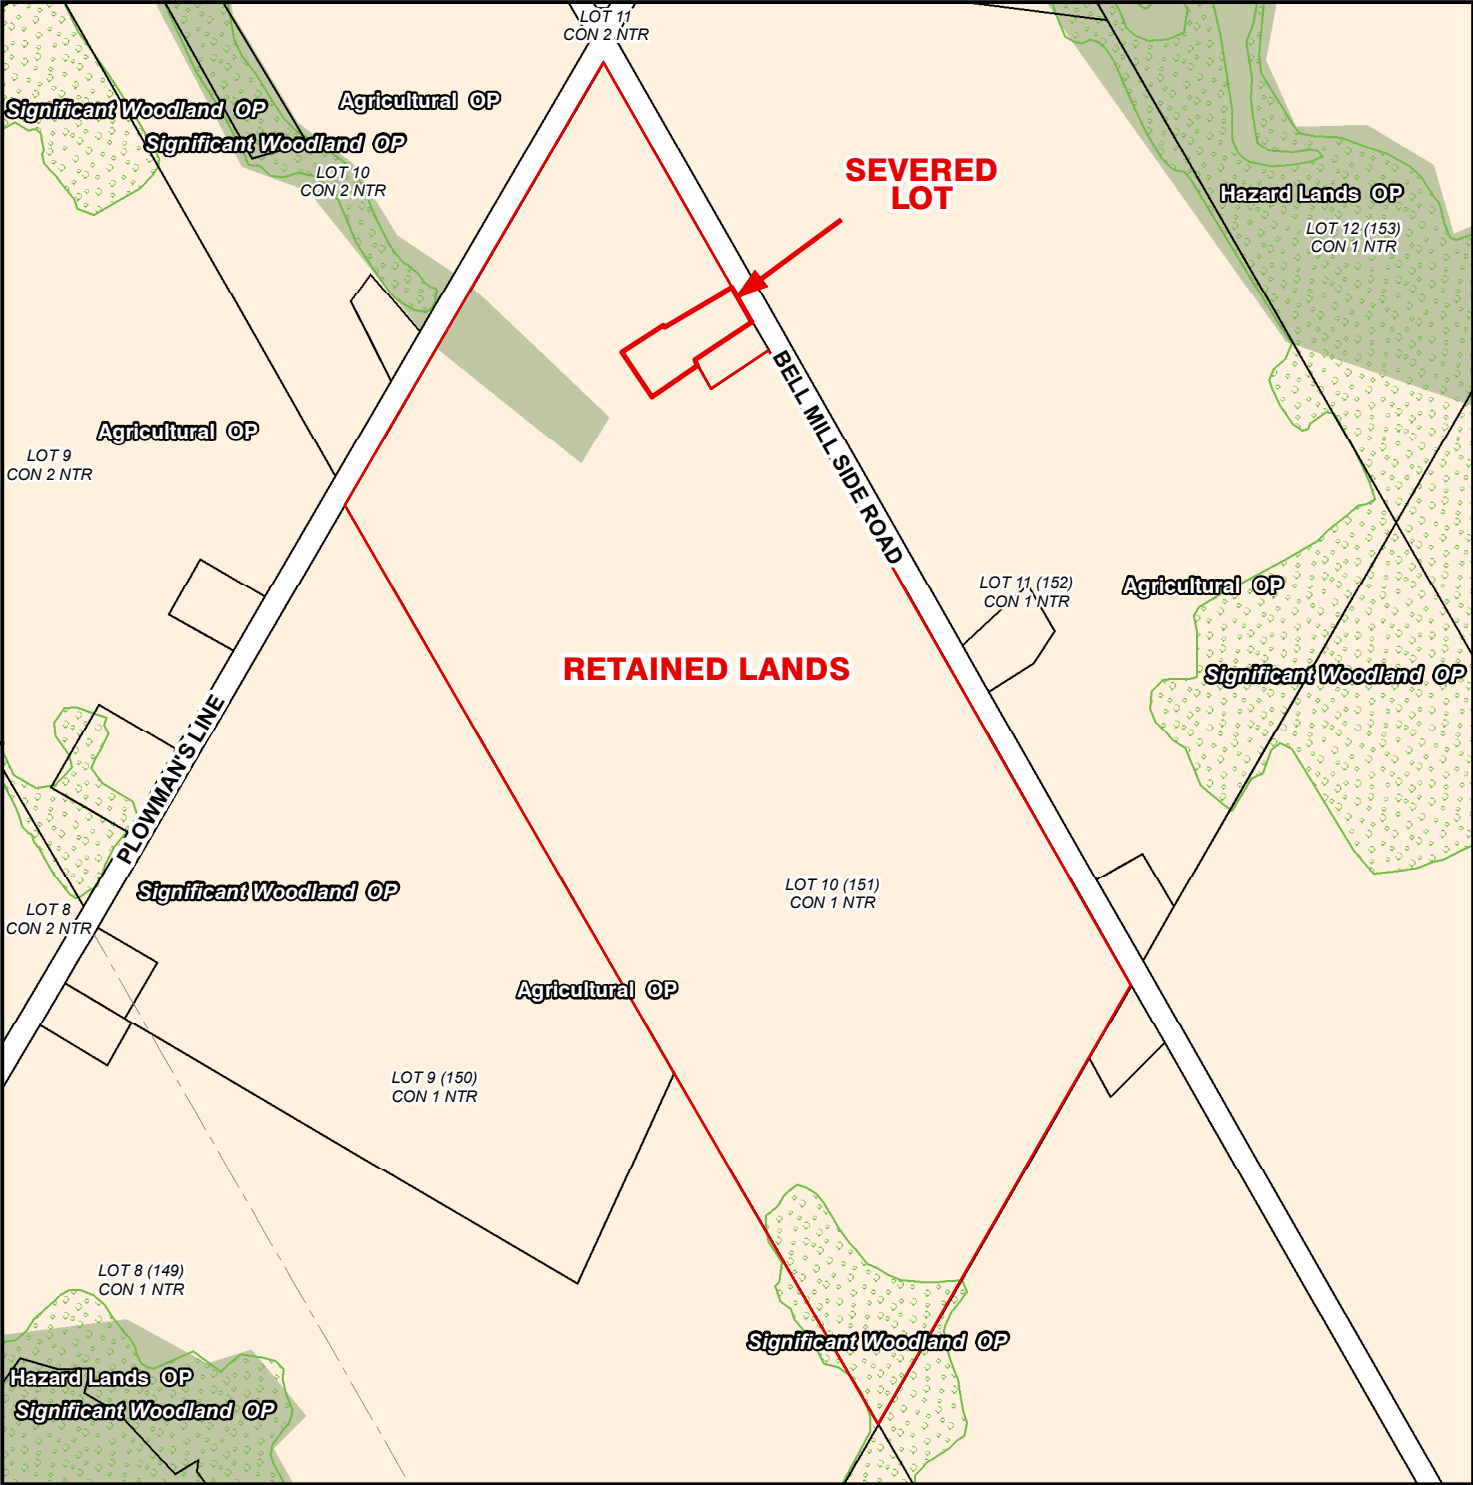 LOT 11
CON 2 NTR
Agricultural OP
Significant Woodland OP
Significant Woodland OP
LOT 10
CON 2 NTR
SEVERED
LOT
Hazard Lands OP
LOT 12 (153)
CON 1 NTR
BELL MILL SIDE ROAD
Agricultural OP
LOT 9
CON 2 NTR
LOT 11 (152)
CON 1 NTR
Agricultural OP
RETAINED LANDS
Significant Woodland OP
PLOWMAN'S LINE
Significant Woodland OP
LOT 10 (151)
CON 1 NTR
LOT 8
CON 2 NTR
Agricultural OP
LOT 9 (150)
CON 1 NTR
LOT 8 (149)
CON 1 NTR
Significant Woodland OP
Hazard Lands OP
Significant Woodland OP